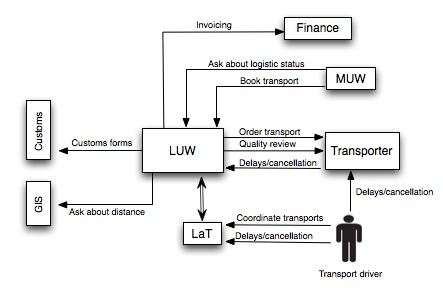 Invoicing
Finance
Ask about logistic status
MUW
Book transport
Customs
Customs forms
LUW
Order transport
Quality review
Delays/cancellation
Transporter
GIS
Ask about distance
Delays/cancellation
LaT
Coordinate transports
Delays/cancellation
Transport driver